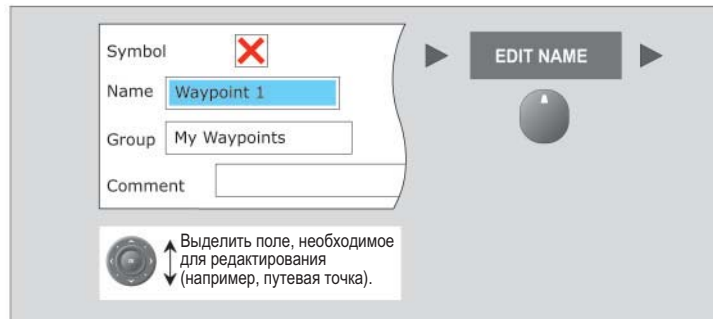 Symbol
Name Waypoint 1
Group My Waypoints
Comment
EDIT NAME
Выделить поле, необходимое
для редактирования
(например, путевая точка).